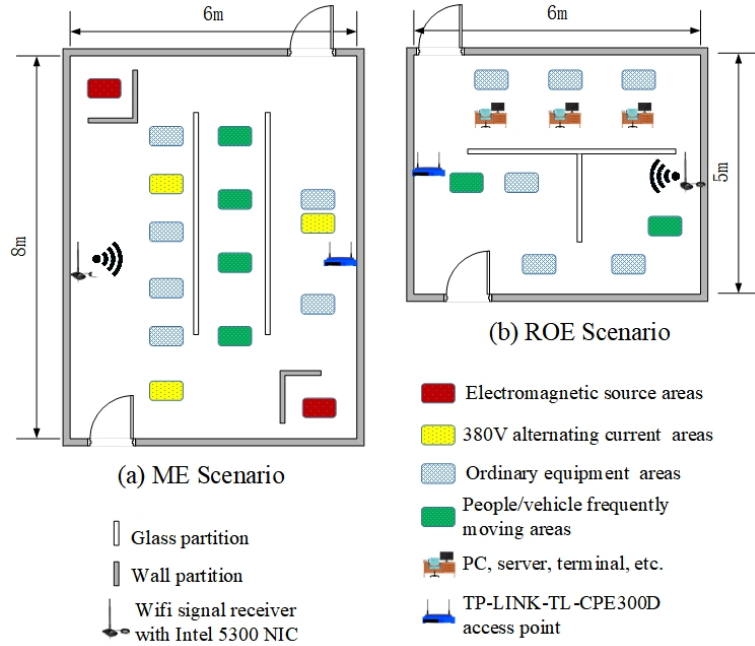 6m
6m
8m
5m
(b) ROE Scenario
(a) ME Scenario
Glass partition
Wall partition
Wifi signal receiver
with Intel 5300 NIC
Electromagnetic source areas
380V alternating current areas
Ordinary equipment areas
People/vehicle frequently
moving areas
PC, server, terminal, etc.
TP-LINK-TL-CPE300D
access point